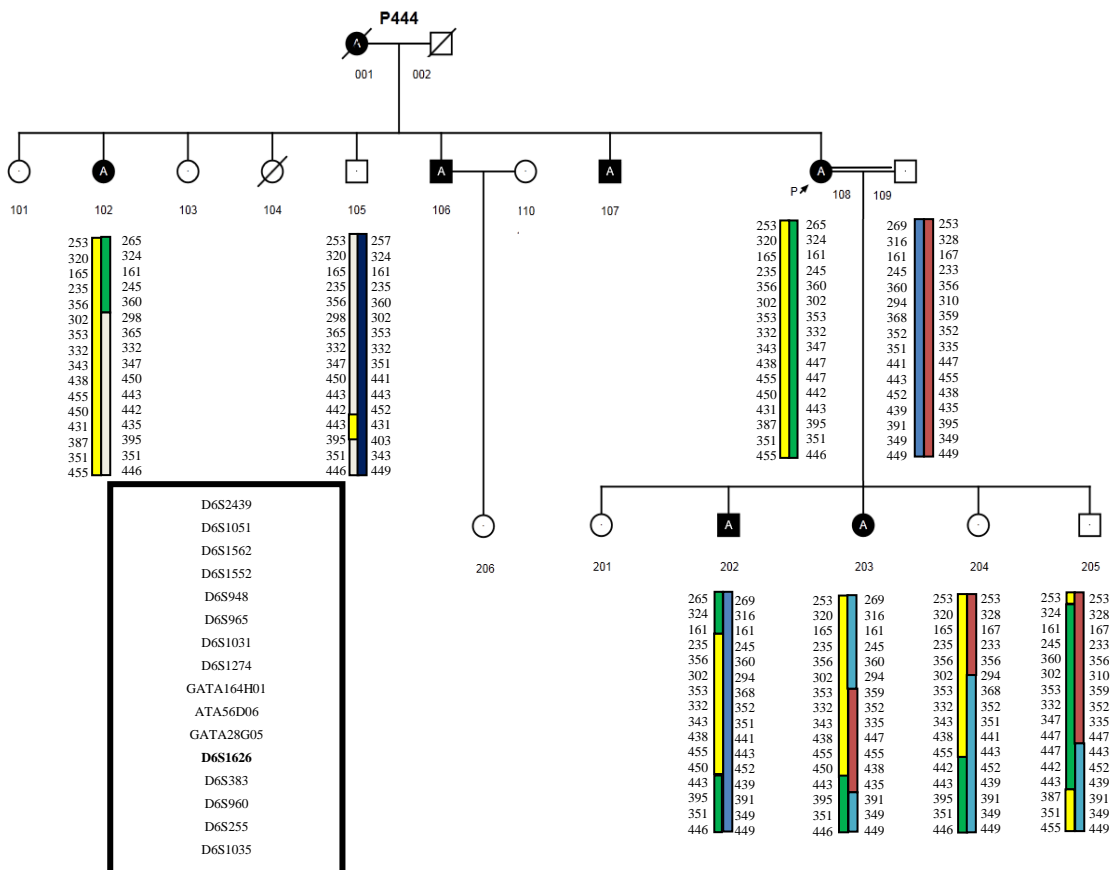 P444
A
001 002
A A A P A
101 102 103 104 105 106 110 107 108 109
253 265 253 257 253 265 269 253
320 324 320 324 320 324 316 328
165 161 165 161 165 161 161 167
235 245 235 235 235 245 245 233
356 360 356 360 356 360 360 356
302 298 298 302 302 302 294 310
353 365 365 353 353 353 368 359
332 332 332 332 332 332 352 352
343 347 347 351 343 347 351 335
438 450 450 441 438 447 441 447
455 443 443 443 455 447 443 455
450 442 442 452 450 442 452 438
431 435 443 431 431 443 439 435
387 395 395 403 387 395 391 395
351 351 351 343 351 351 349 349
455 446 446 449 455 446 449 449
D6S2439
D6S1051
D6S1562
D6S1552
D6S948
D6S965
D6S1031
D6S1274
GATA164H01
ATA56D06
GATA28G05
D6S1626
D6S383
D6S960
D6S255
D6S1035
A A
206 201 202 203 204 205
265 269 253 269 253 253 253 253
324 316 320 316 320 328 324 328
161 161 165 161 165 167 161 167
235 245 235 245 235 233 245 233
356 360 356 360 356 356 360 356
302 294 302 294 302 294 302 310
353 368 353 359 353 368 353 359
332 352 332 352 332 352 332 352
343 351 343 335 343 351 347 335
438 441 438 447 438 441 447 447
455 443 455 455 455 443 447 443
450 452 450 438 442 452 442 452
443 439 443 435 443 439 443 439
395 391 395 391 395 391 387 391
351 349 351 349 351 349 351 349
446 449 446 449 446 449 455 449